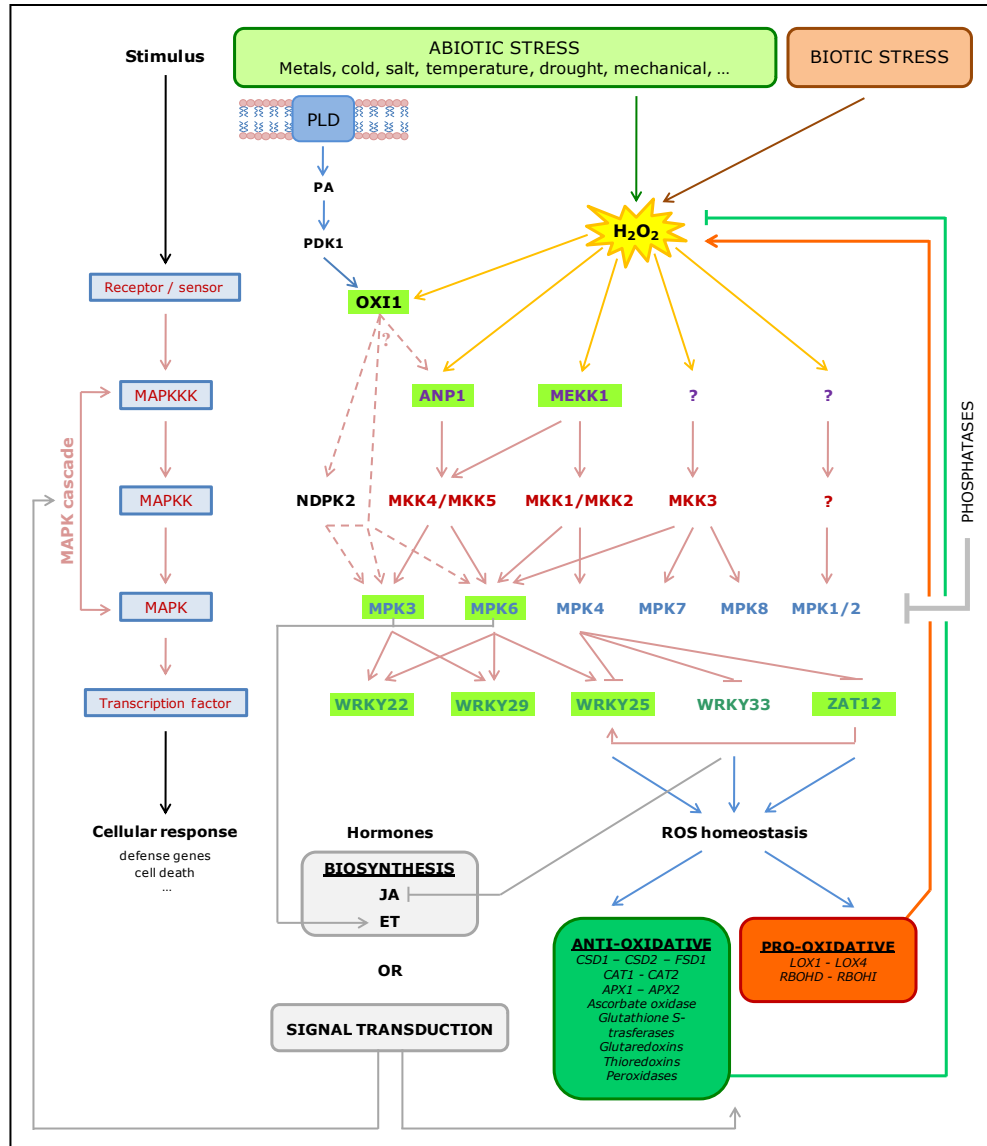 Stimulus
ABIOTIC STRESS
Metals, cold, salt, temperature, drought, mechanical, ...
BIOTIC STRESS
PLD
PA
PDK1
H₂O₂
Receptor / sensor
OXI1
?
MAPKKK
ANP1
MEKK1
?
?
MAPK cascade
MAPKK
NDPK2
MKK4/MKK5
MKK1/MKK2
MKK3
?
PHOSPHATASES
MAPK
MPK3
MPK6
MPK4
MPK7
MPK8
MPK1/2
Transcription factor
WRKY22
WRKY29
WRKY25
WRKY33
ZAT12
Cellular response
defense genes
cell death
...
Hormones
BIOSYNTHESIS
JA
ET
OR
SIGNAL TRANSDUCTION
ROS homeostasis
ANTI-OXIDATIVE
CSD1 – CSD2 – FSD1
CAT1 - CAT2
APX1 – APX2
Ascorbate oxidase
Glutathione S-
trasferases
Glutaredoxins
Thioredoxins
Peroxidases
PRO-OXIDATIVE
LOX1 - LOX4
RBOHD - RBOHI